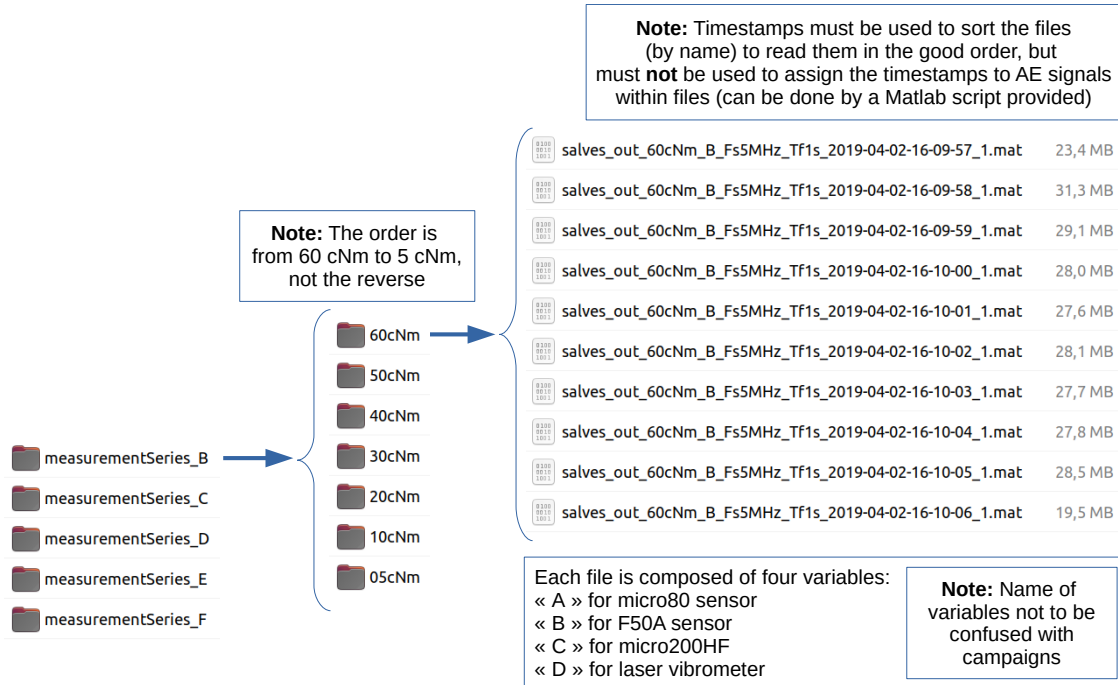 Note: Timestamps must be used to sort the files
(by name) to read them in the good order, but
must not be used to assign the timestamps to AE signals
within files (can be done by a Matlab script provided)
salves_out_60cNm_B_Fs5MHz_Tf1s_2019-04-02-16-09-57_1.mat 23,4 MB
salves_out_60cNm_B_Fs5MHz_Tf1s_2019-04-02-16-09-58_1.mat 31,3 MB
salves_out_60cNm_B_Fs5MHz_Tf1s_2019-04-02-16-09-59_1.mat 29,1 MB
salves_out_60cNm_B_Fs5MHz_Tf1s_2019-04-02-16-10-00_1.mat 28,0 MB
salves_out_60cNm_B_Fs5MHz_Tf1s_2019-04-02-16-10-01_1.mat 27,6 MB
salves_out_60cNm_B_Fs5MHz_Tf1s_2019-04-02-16-10-02_1.mat 28,1 MB
salves_out_60cNm_B_Fs5MHz_Tf1s_2019-04-02-16-10-03_1.mat 27,7 MB
salves_out_60cNm_B_Fs5MHz_Tf1s_2019-04-02-16-10-04_1.mat 27,8 MB
salves_out_60cNm_B_Fs5MHz_Tf1s_2019-04-02-16-10-05_1.mat 28,5 MB
salves_out_60cNm_B_Fs5MHz_Tf1s_2019-04-02-16-10-06_1.mat 19,5 MB
Note: The order is
from 60 cNm to 5 cNm,
not the reverse
60cNm
50cNm
40cNm
30cNm
20cNm
10cNm
05cNm
measurementSeries_B
measurementSeries_C
measurementSeries_D
measurementSeries_E
measurementSeries_F
Each file is composed of four variables:
« A » for micro80 sensor
« B » for F50A sensor
« C » for micro200HF
« D » for laser vibrometer
Note: Name of
variables not to be
confused with
campaigns